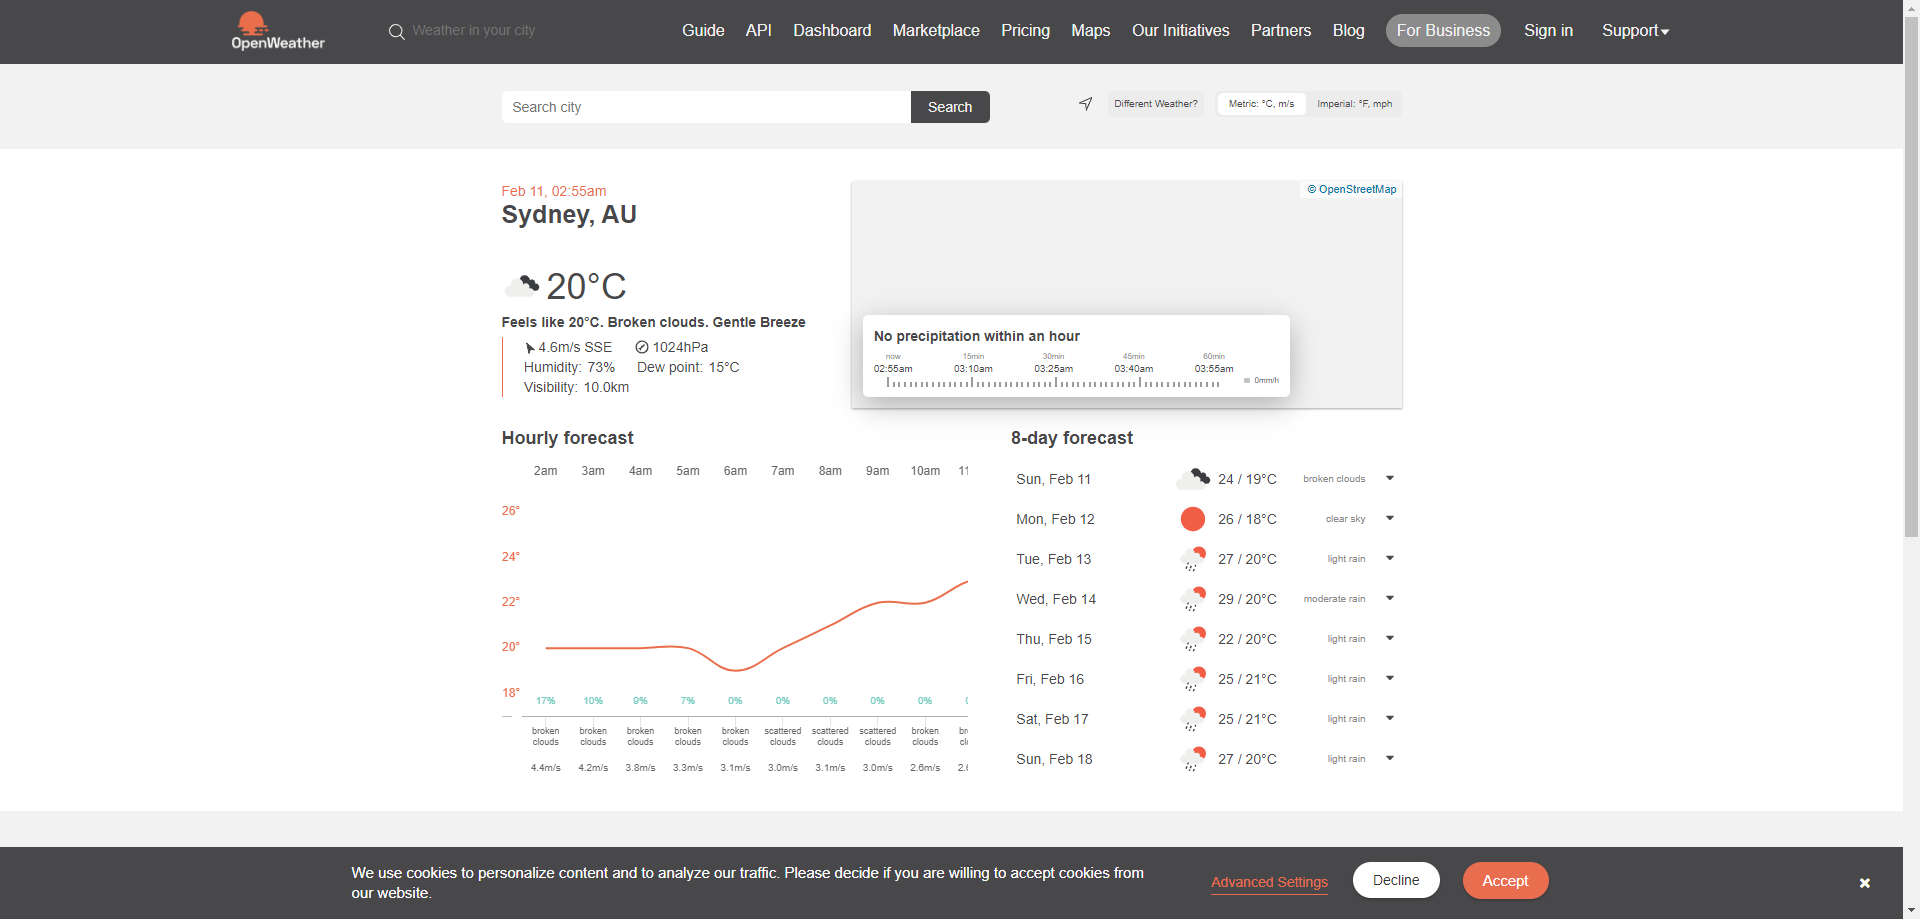 OpenWeather
Weather in your city
Guide API Dashboard Marketplace Pricing Maps Our Initiatives Partners Blog For Business Sign in Support
Search city Search
Different Weather? Metric: °C, m/s Imperial: °F, mph
Feb 11, 02:55am
Sydney, AU
20°C
Feels like 20°C. Broken clouds. Gentle Breeze
4.6m/s SSE 1024hPa
Humidity: 73% Dew point: 15°C
Visibility: 10.0km
© OpenStreetMap
No precipitation within an hour
now 15min 30min 45min 60min
02:55am 03:10am 03:25am 03:40am 03:55am
0mm/h
Hourly forecast
2am 3am 4am 5am 6am 7am 8am 9am 10am 11
26°
24°
22°
20°
18°
17% 10% 9% 7% 0% 0% 0% 0% 0%
broken broken broken broken broken scattered scattered scattered broken
clouds clouds clouds clouds clouds clouds clouds clouds clouds
4.4m/s 4.2m/s 3.8m/s 3.3m/s 3.1m/s 3.0m/s 3.1m/s 3.0m/s 2.6m/s
8-day forecast
Sun, Feb 11 24 / 19°C broken clouds
Mon, Feb 12 26 / 18°C clear sky
Tue, Feb 13 27 / 20°C light rain
Wed, Feb 14 29 / 20°C moderate rain
Thu, Feb 15 22 / 20°C light rain
Fri, Feb 16 25 / 21°C light rain
Sat, Feb 17 25 / 21°C light rain
Sun, Feb 18 27 / 20°C light rain
We use cookies to personalize content and to analyze our traffic. Please decide if you are willing to accept cookies from
our website.
Advanced Settings Decline Accept